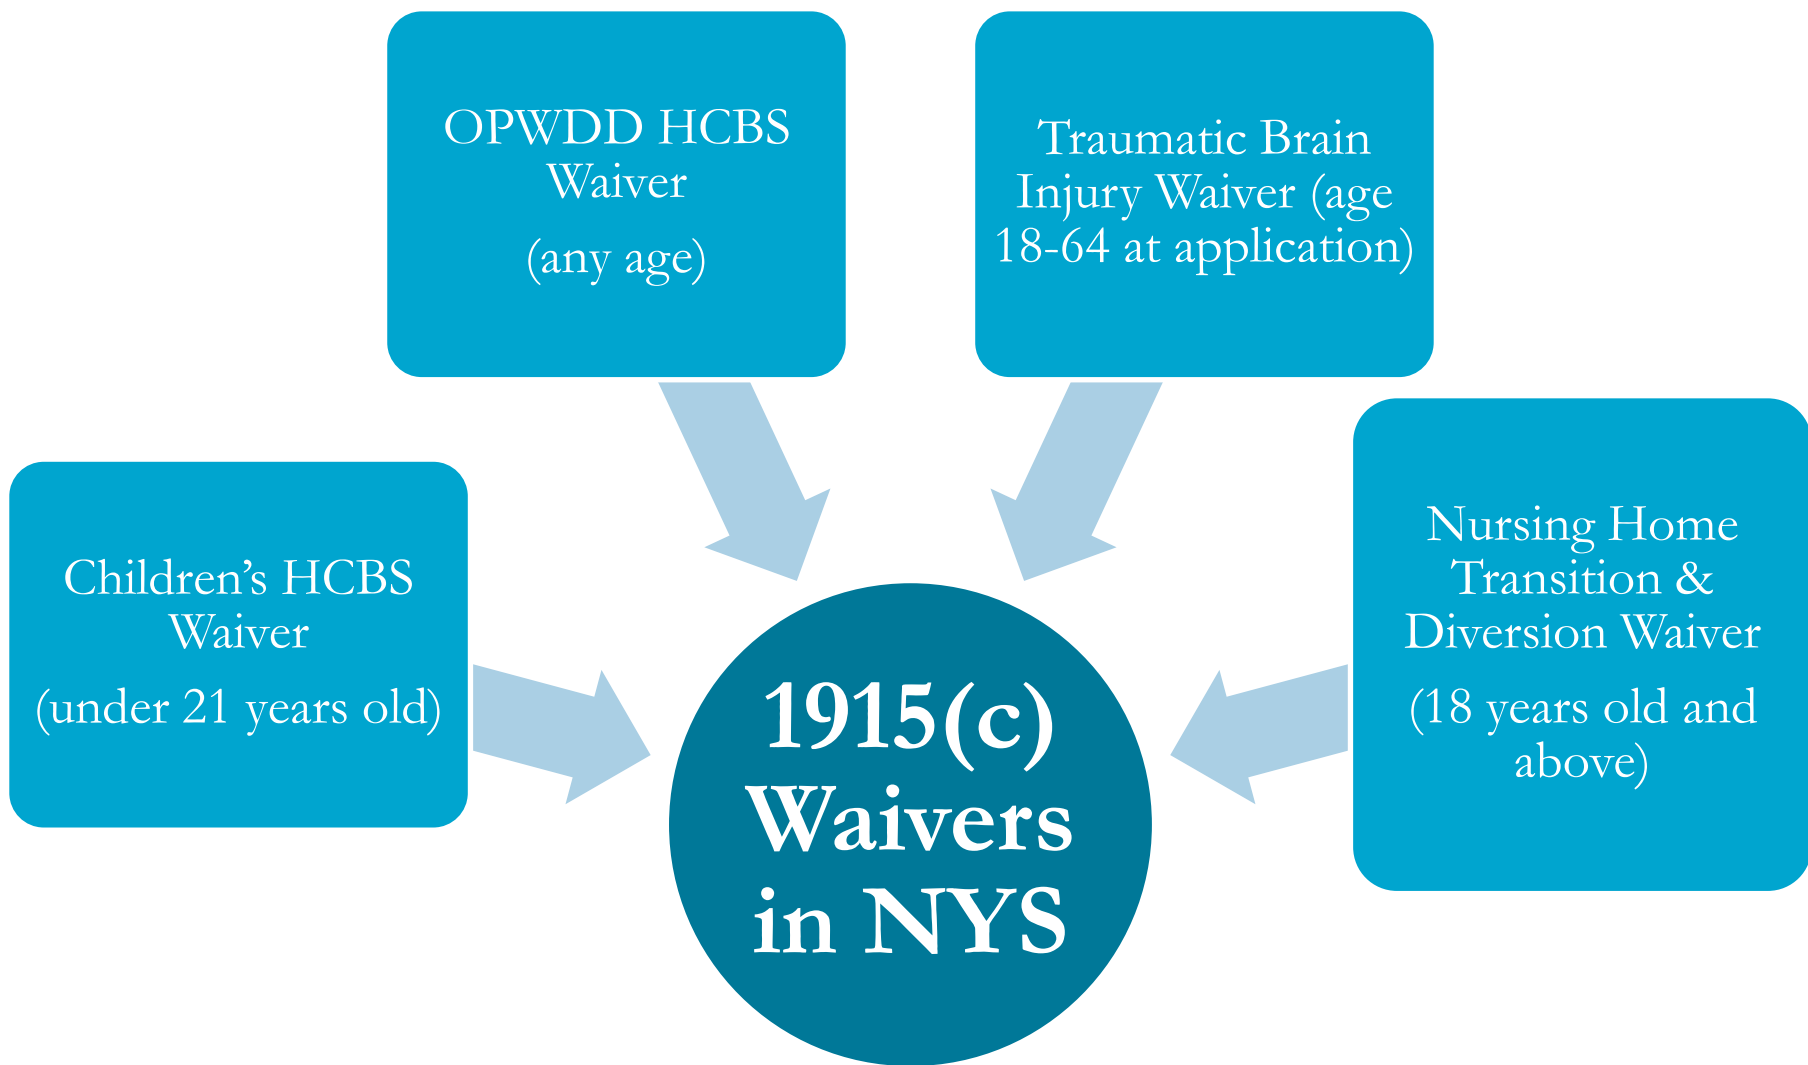 OPWDD HCBS
Waiver
(any age)
Traumatic Brain
Injury Waiver (age
18-64 at application)
Children’s HCBS
Waiver
(under 21 years old)
Nursing Home
Transition &
Diversion Waiver
(18 years old and
above)
1915(c)
Waivers
in NYS